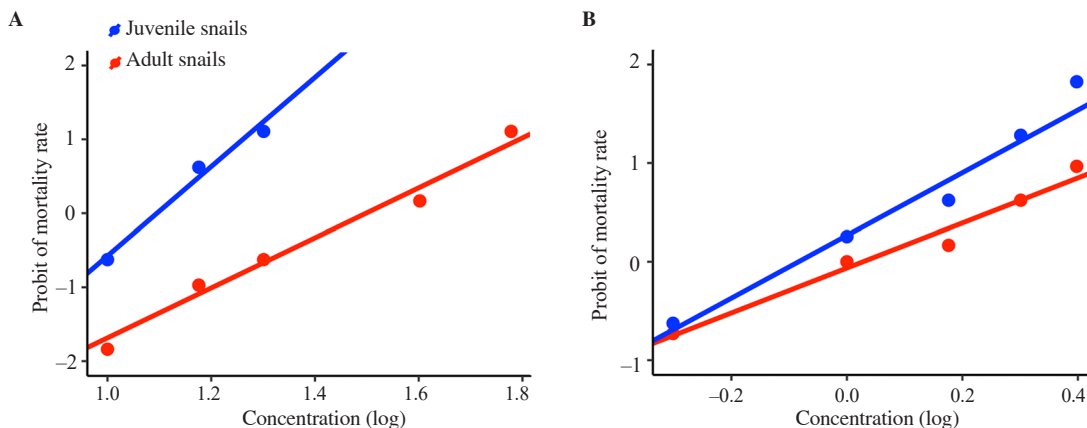 A
Juvenile snails
Adult snails
Probit of mortality rate
2
1
0
−1
−2
1.0 1.2 1.4 1.6 1.8
Concentration (log)
B
Probit of mortality rate
2
1
0
−1
−0.2 0.0 0.2 0.4
Concentration (log)